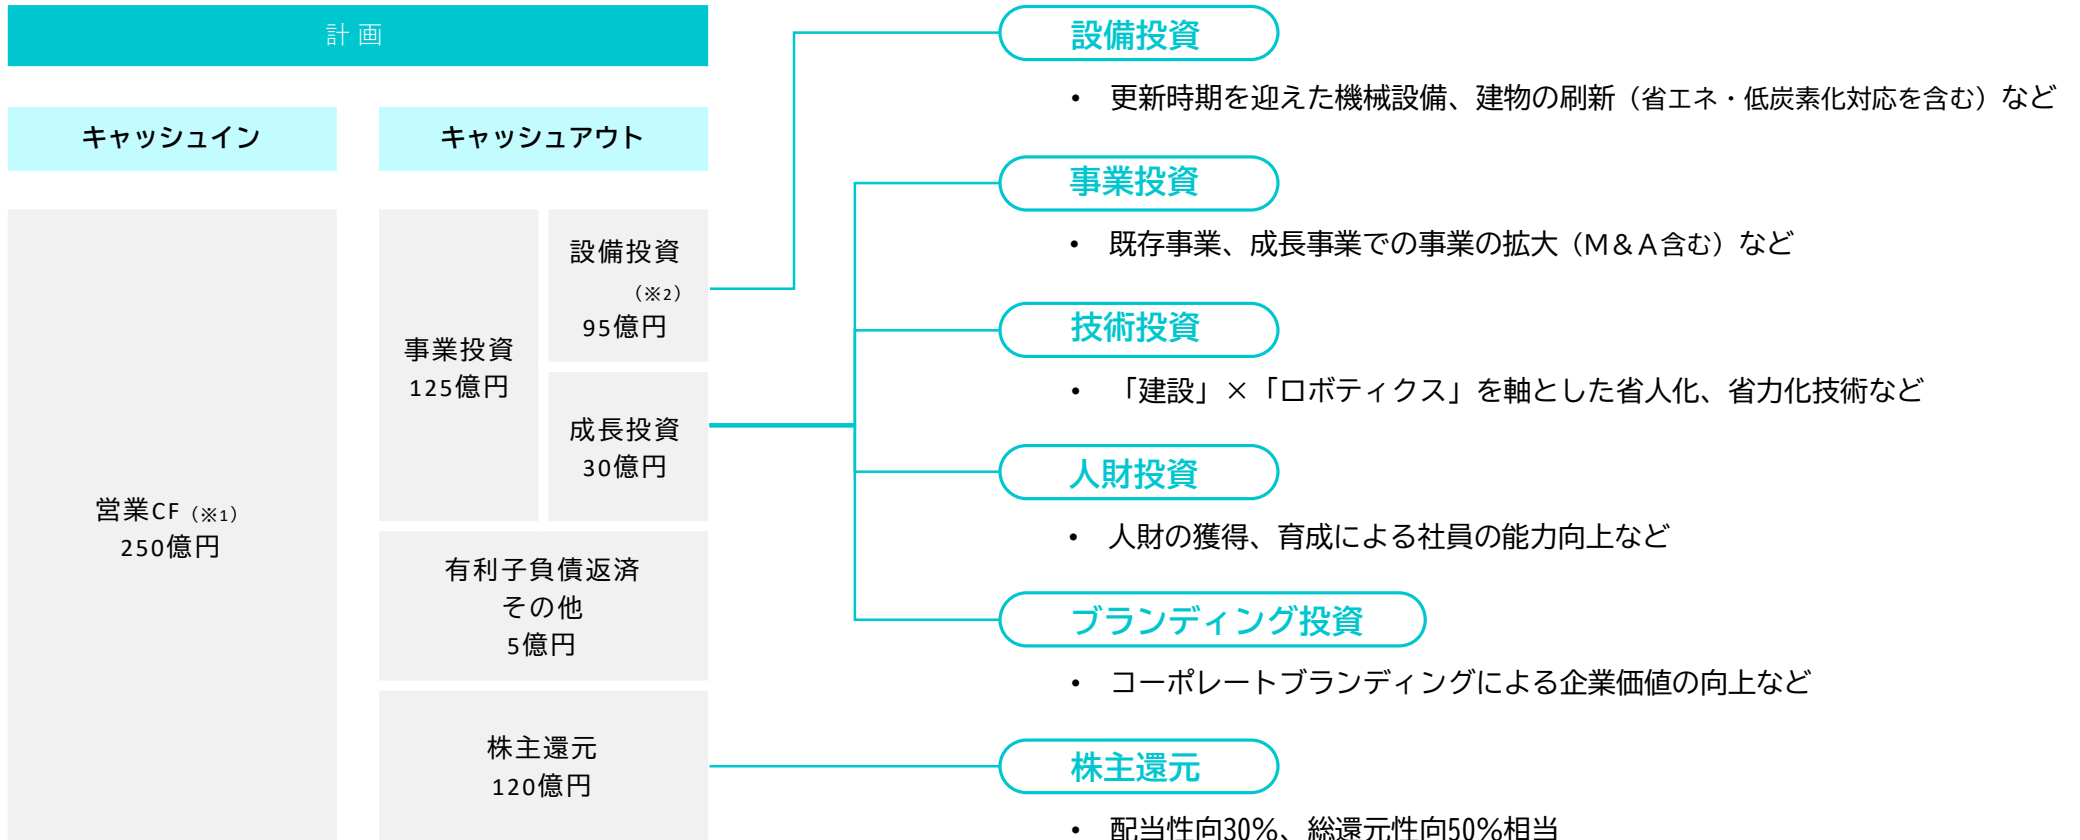 計画
キャッシュイン
キャッシュアウト
営業CF（※1）
250億円
事業投資
125億円
設備投資
（※2）
95億円
成長投資
30億円
有利子負債返済
その他
5億円
株主還元
120億円
設備投資
• 更新時期を迎えた機械設備、建物の刷新（省エネ・低炭素化対応を含む）など
事業投資
• 既存事業、成長事業での事業の拡大（M＆A含む）など
技術投資
• 「建設」×「ロボティクス」を軸とした省人化、省力化技術など
人財投資
• 人財の獲得、育成による社員の能力向上など
ブランディング投資
• コーポレートブランディングによる企業価値の向上など
株主還元
• 配当性向30％、総還元性向50％相当